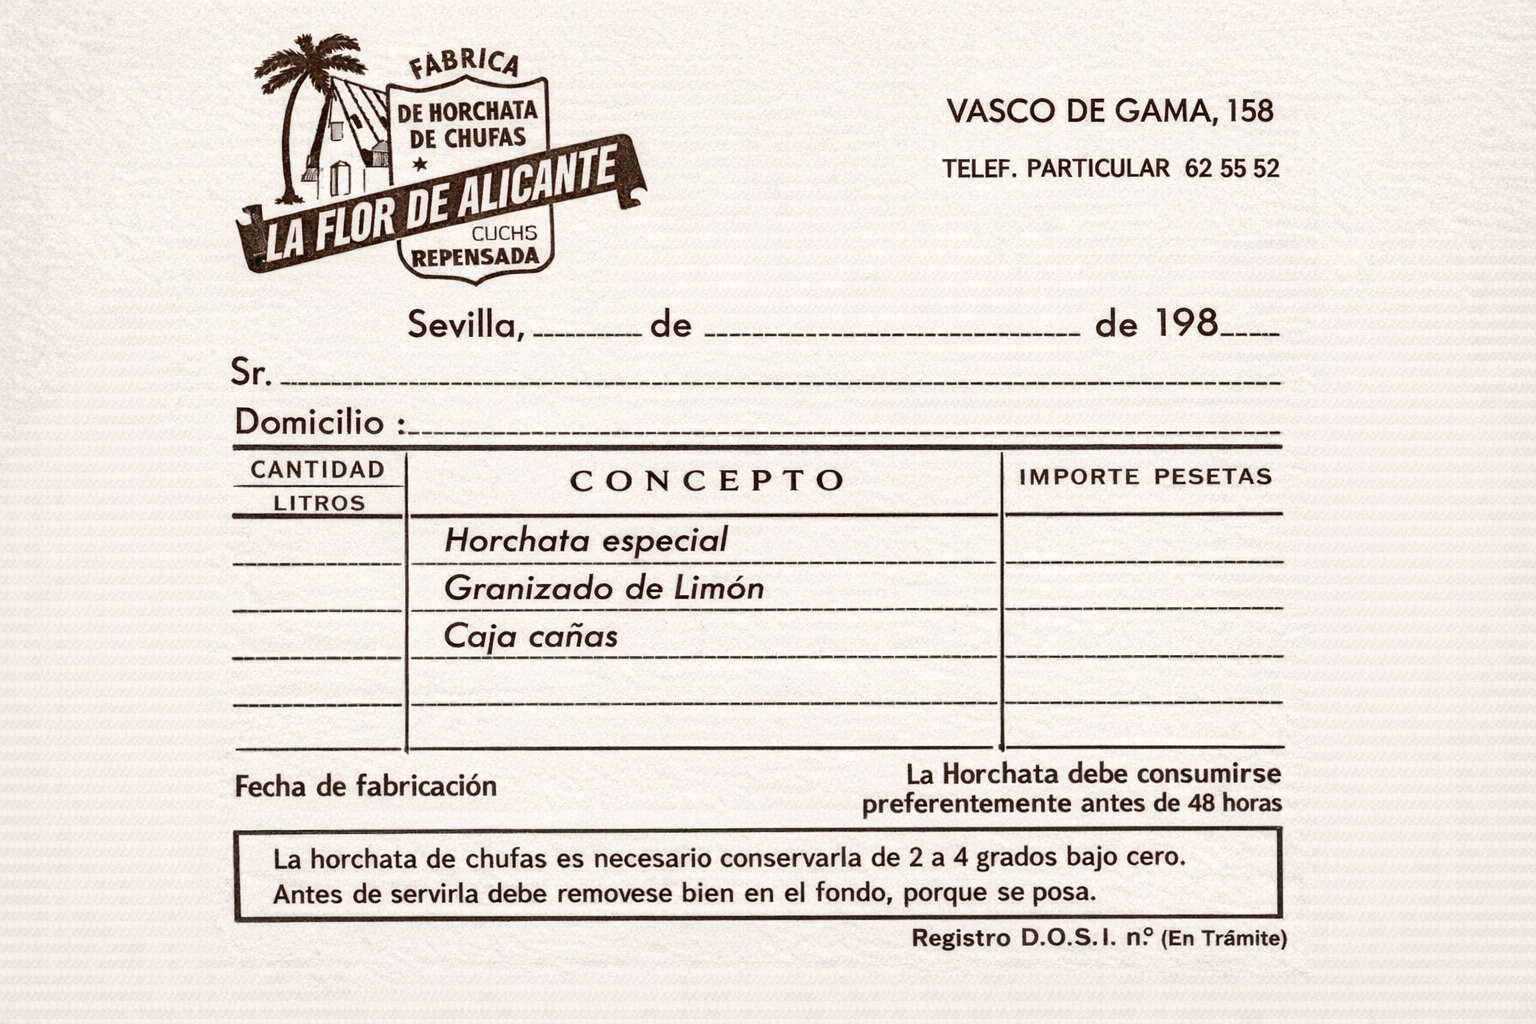 FÁBRICA
DE HORCHATA
DE CHUFAS
LA FLOR DE ALICANTE
CUCHS
REPENSADA
VASCO DE GAMA, 158
TELEF. PARTICULAR 62 55 52
Sevilla, de de 198
Sr.
Domicilio :
CANTIDAD
LITROS
CONCEPTO
IMPORTE PESETAS
Horchata especial
Granizado de Limón
Caja cañas
Fecha de fabricación
La Horchata debe consumirse
preferentemente antes de 48 horas
La horchata de chufas es necesario conservarla de 2 a 4 grados bajo cero.
Antes de servirla debe removese bien en el fondo, porque se posa.
Registro D.O.S.I. n.º (En Trámite)